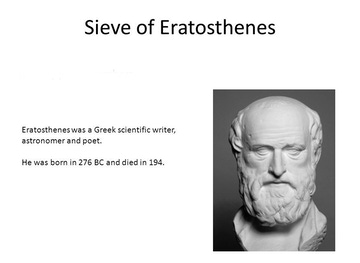 Sieve of Eratosthenes
Eratosthenes was a Greek scientific writer,
astronomer and poet.
He was born in 276 BC and died in 194.